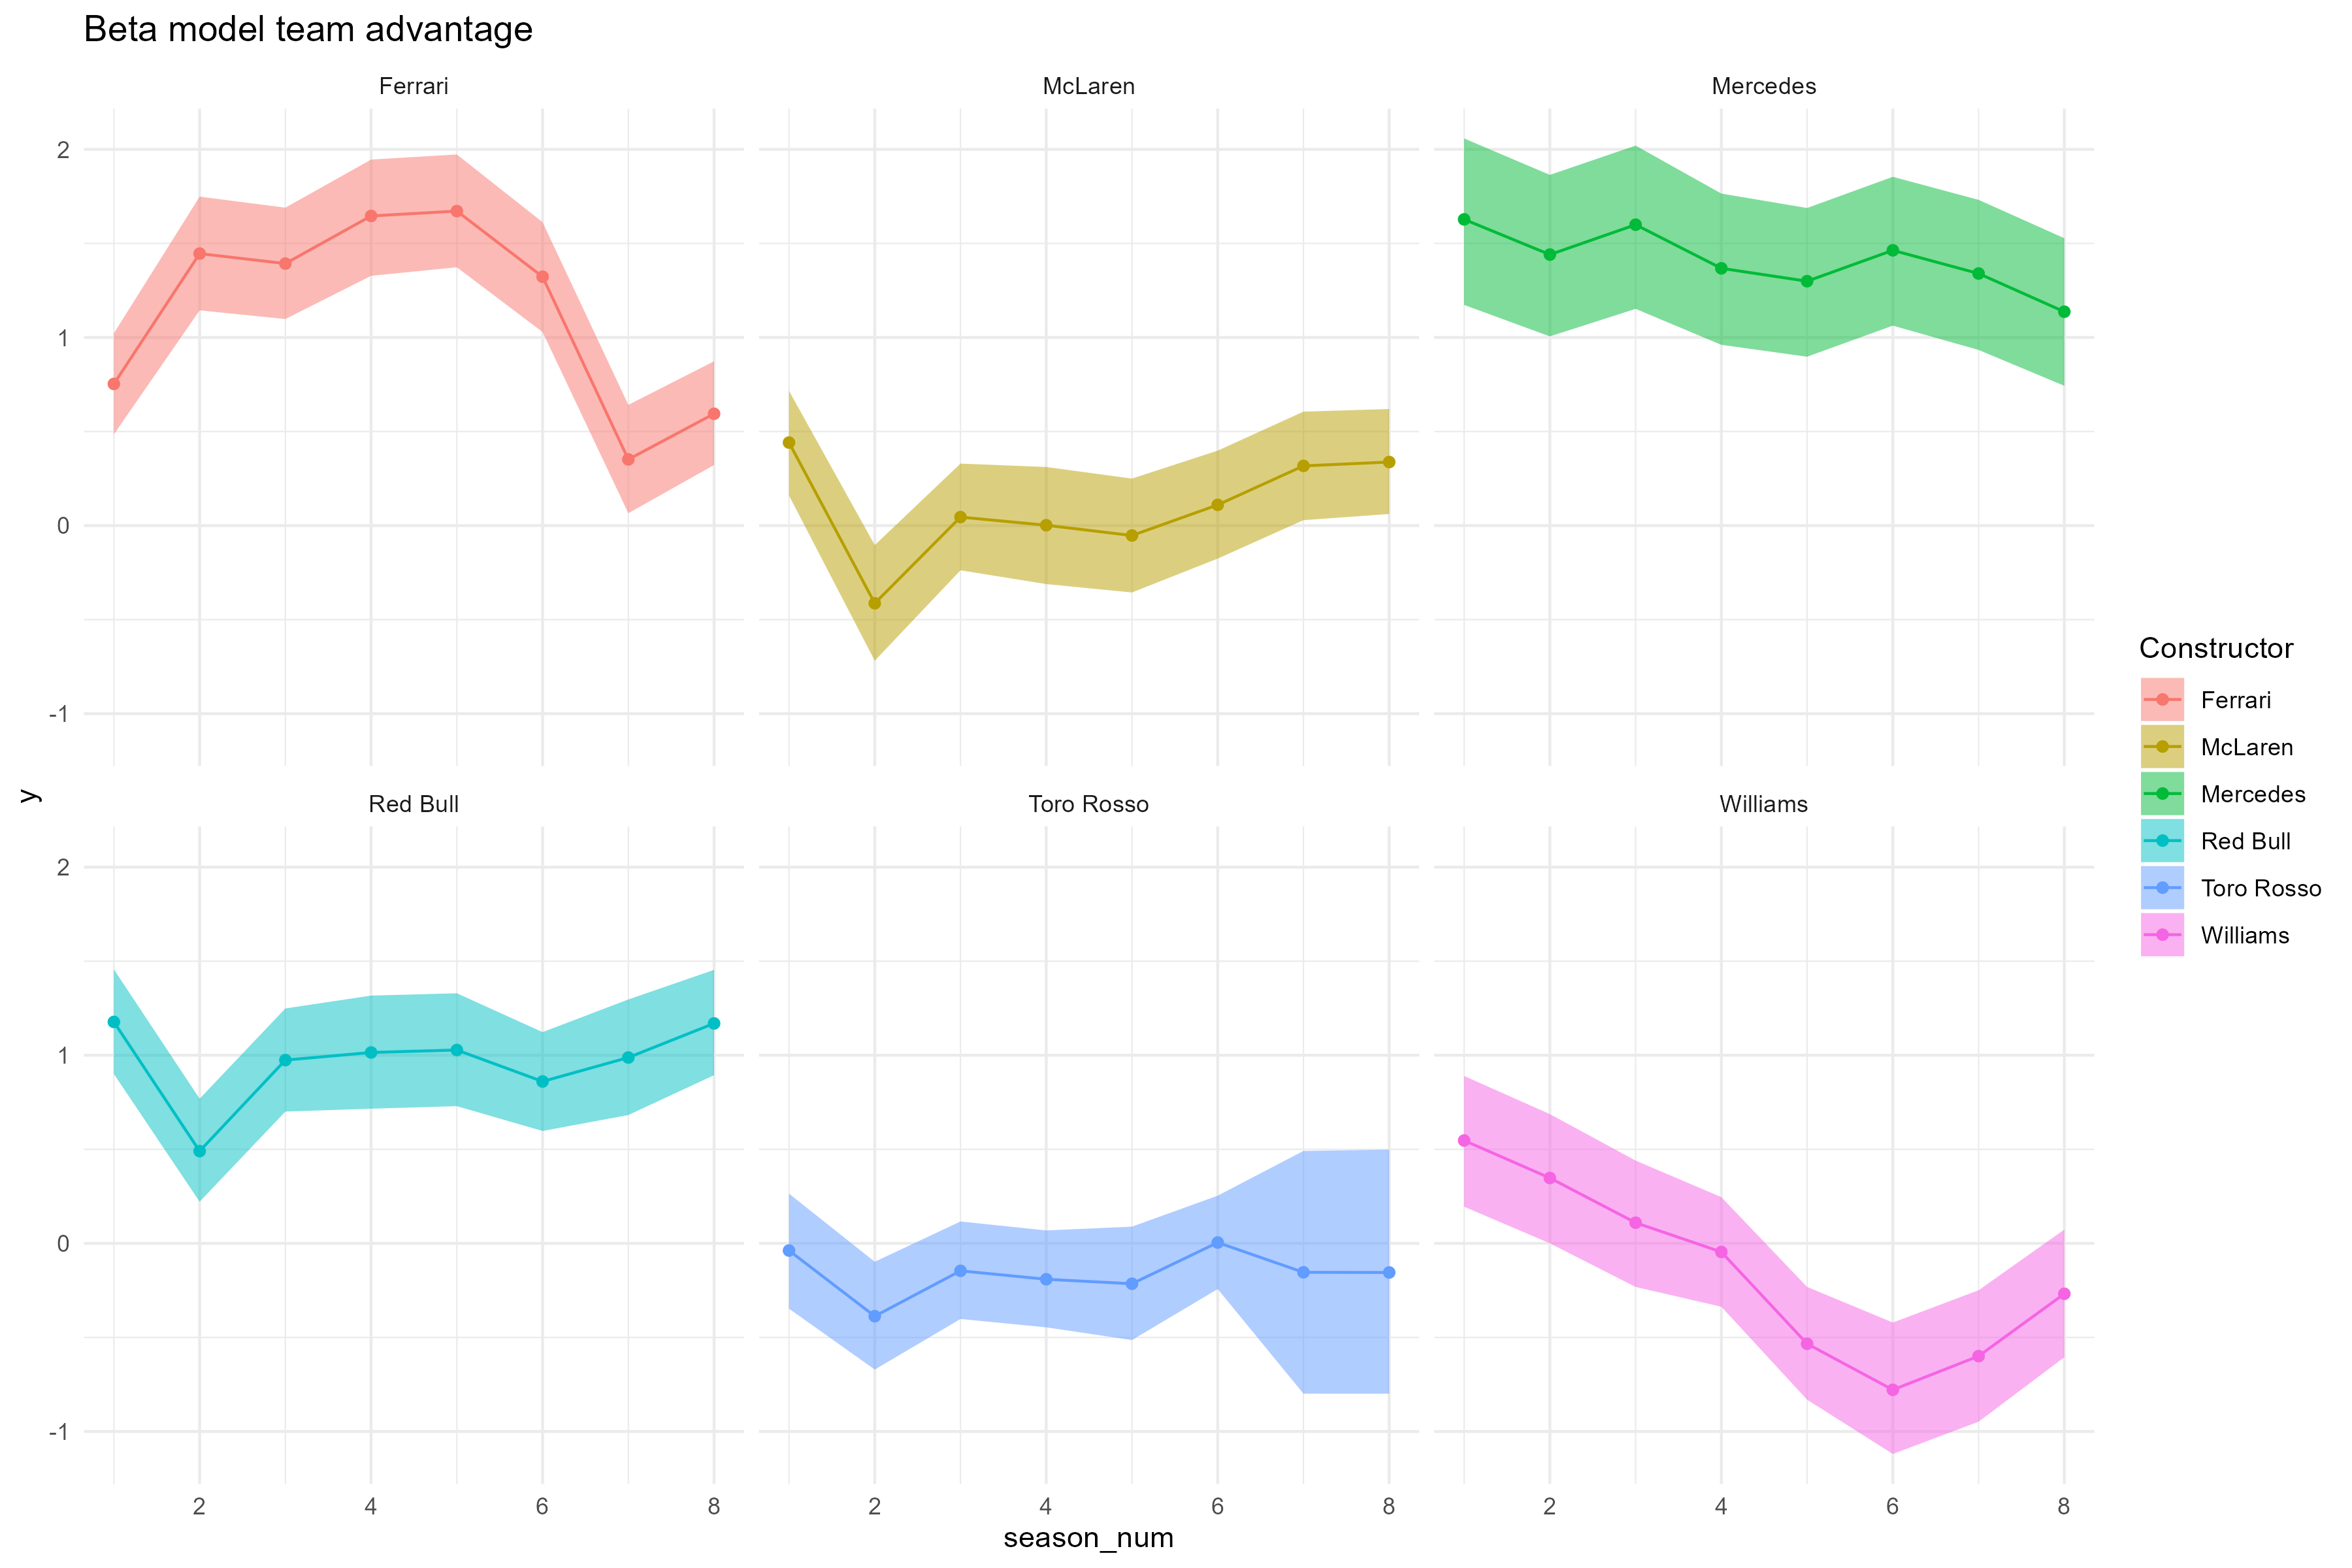 Beta model team advantage
Ferrari
McLaren
Mercedes
2
1
0
-1
y
Red Bull
Toro Rosso
Williams
2
1
0
-1
2
4
6
8
2
4
6
8
2
4
6
8
season_num
Constructor
Ferrari
McLaren
Mercedes
Red Bull
Toro Rosso
Williams